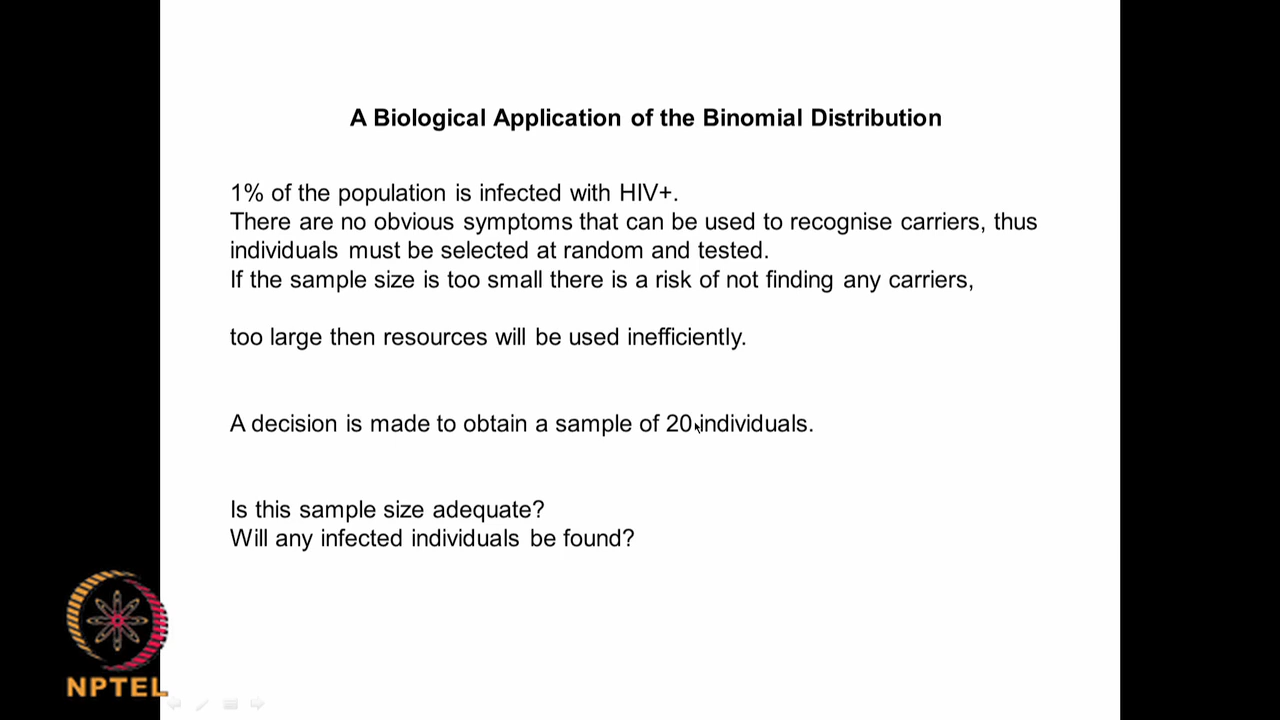 A Biological Application of the Binomial Distribution
1% of the population is infected with HIV+.
There are no obvious symptoms that can be used to recognise carriers, thus
individuals must be selected at random and tested.
If the sample size is too small there is a risk of not finding any carriers,
too large then resources will be used inefficiently.
A decision is made to obtain a sample of 20 individuals.
Is this sample size adequate?
Will any infected individuals be found?
NPTEL